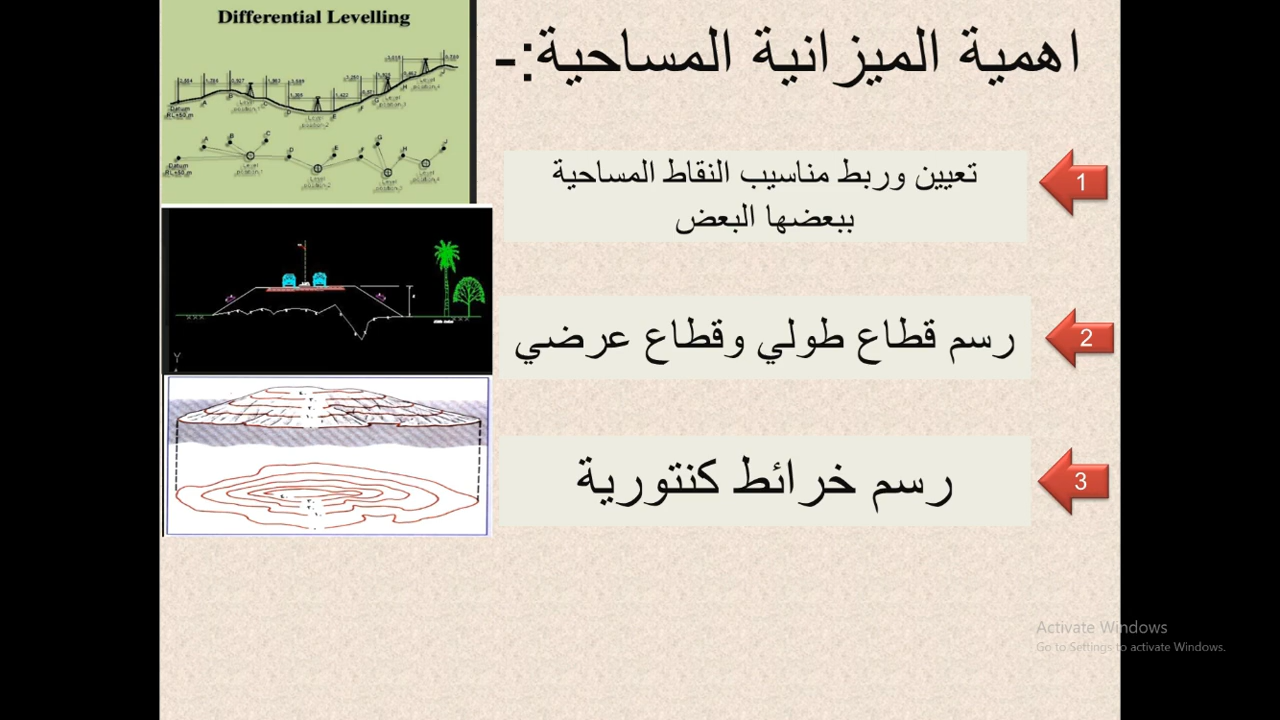 Differential Levelling
اهمية الميزانية المساحية:-
1
تعيين وربط مناسيب النقاط المساحية
ببعضها البعض
2
رسم قطاع طولي وقطاع عرضي
3
رسم خرائط كنتورية
Activate Windows
Go to Settings to activate Windows.